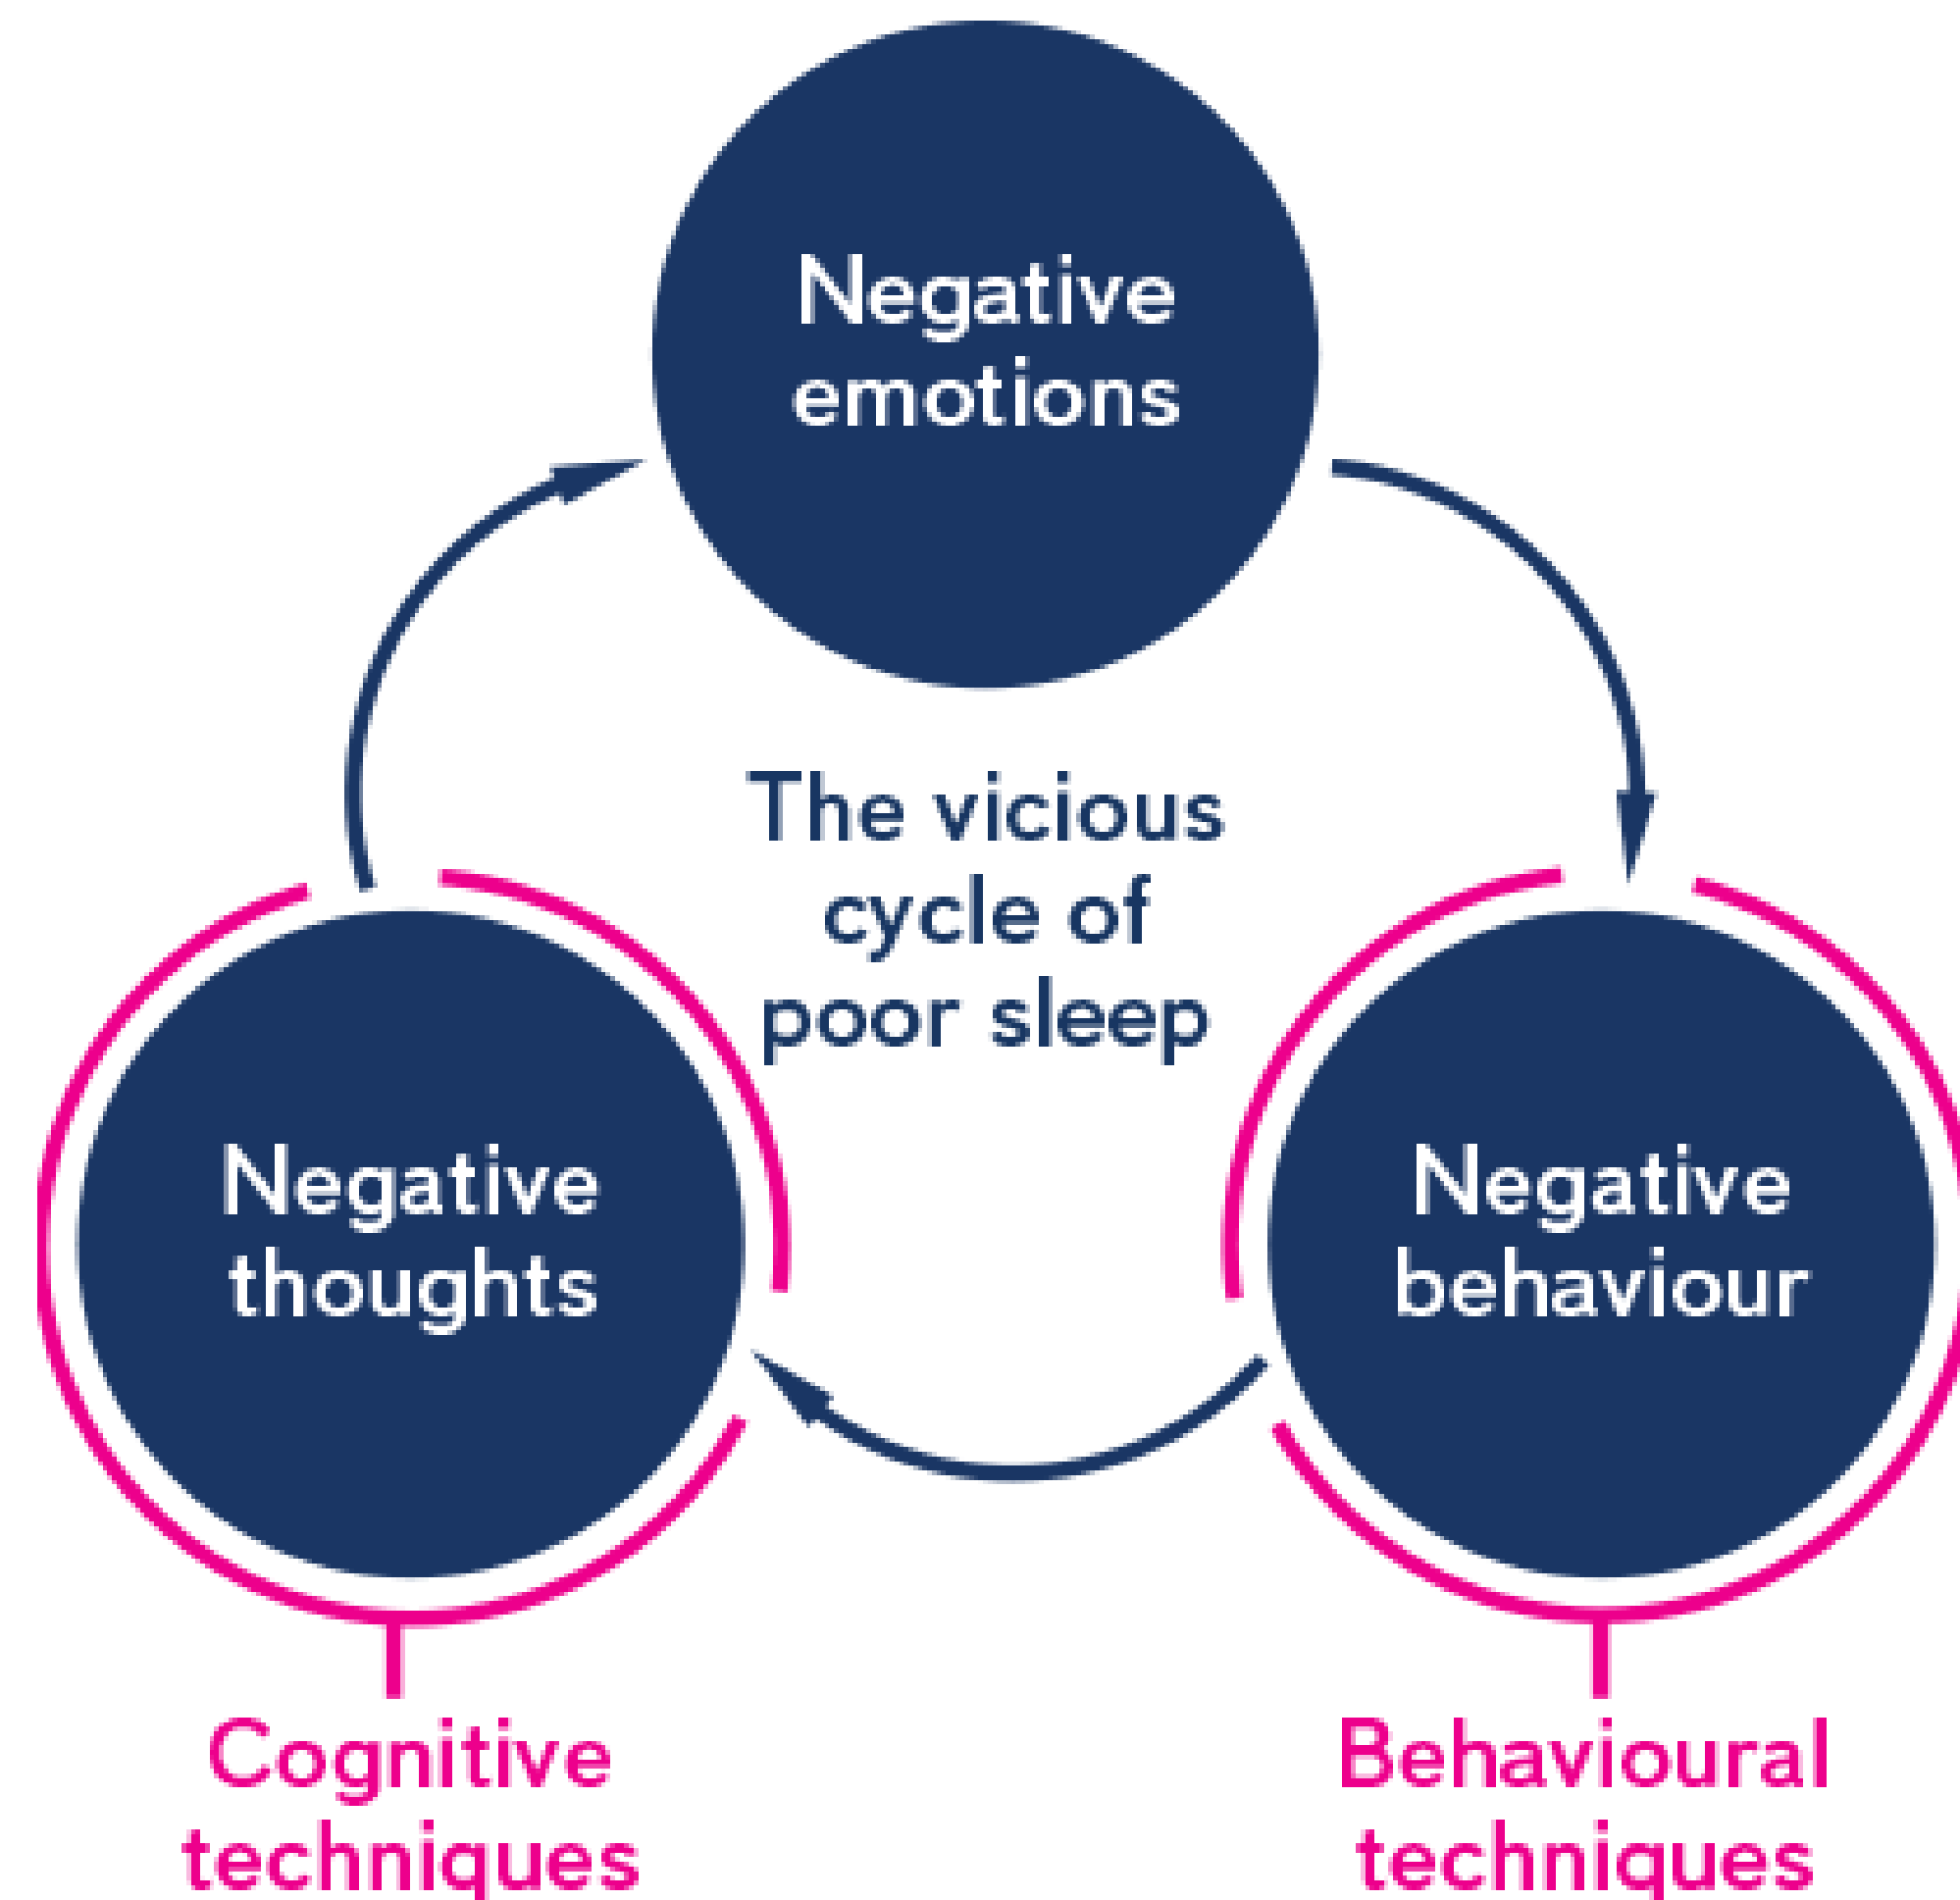 Negative
emotions
The vicious
cycle of
poor sleep
Negative
thoughts
Negative
behaviour
Cognitive
techniques
Behavioural
techniques